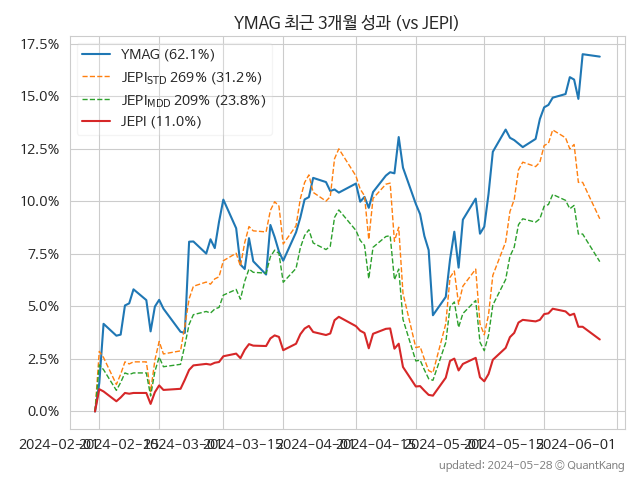 YMAG 최근 3개월 성과 (vs JEPI)
17.5%
15.0%
12.5%
10.0%
7.5%
5.0%
2.5%
0.0%
YMAG (62.1%)
JEPISTD 269% (31.2%)
JEPIMDD 209% (23.8%)
JEPI (11.0%)
2024-02-01 2024-02-15 2024-03-01 2024-03-15 2024-04-01 2024-04-15 2024-05-01 2024-05-15 2024-06-01
updated: 2024-05-28 © QuantKang